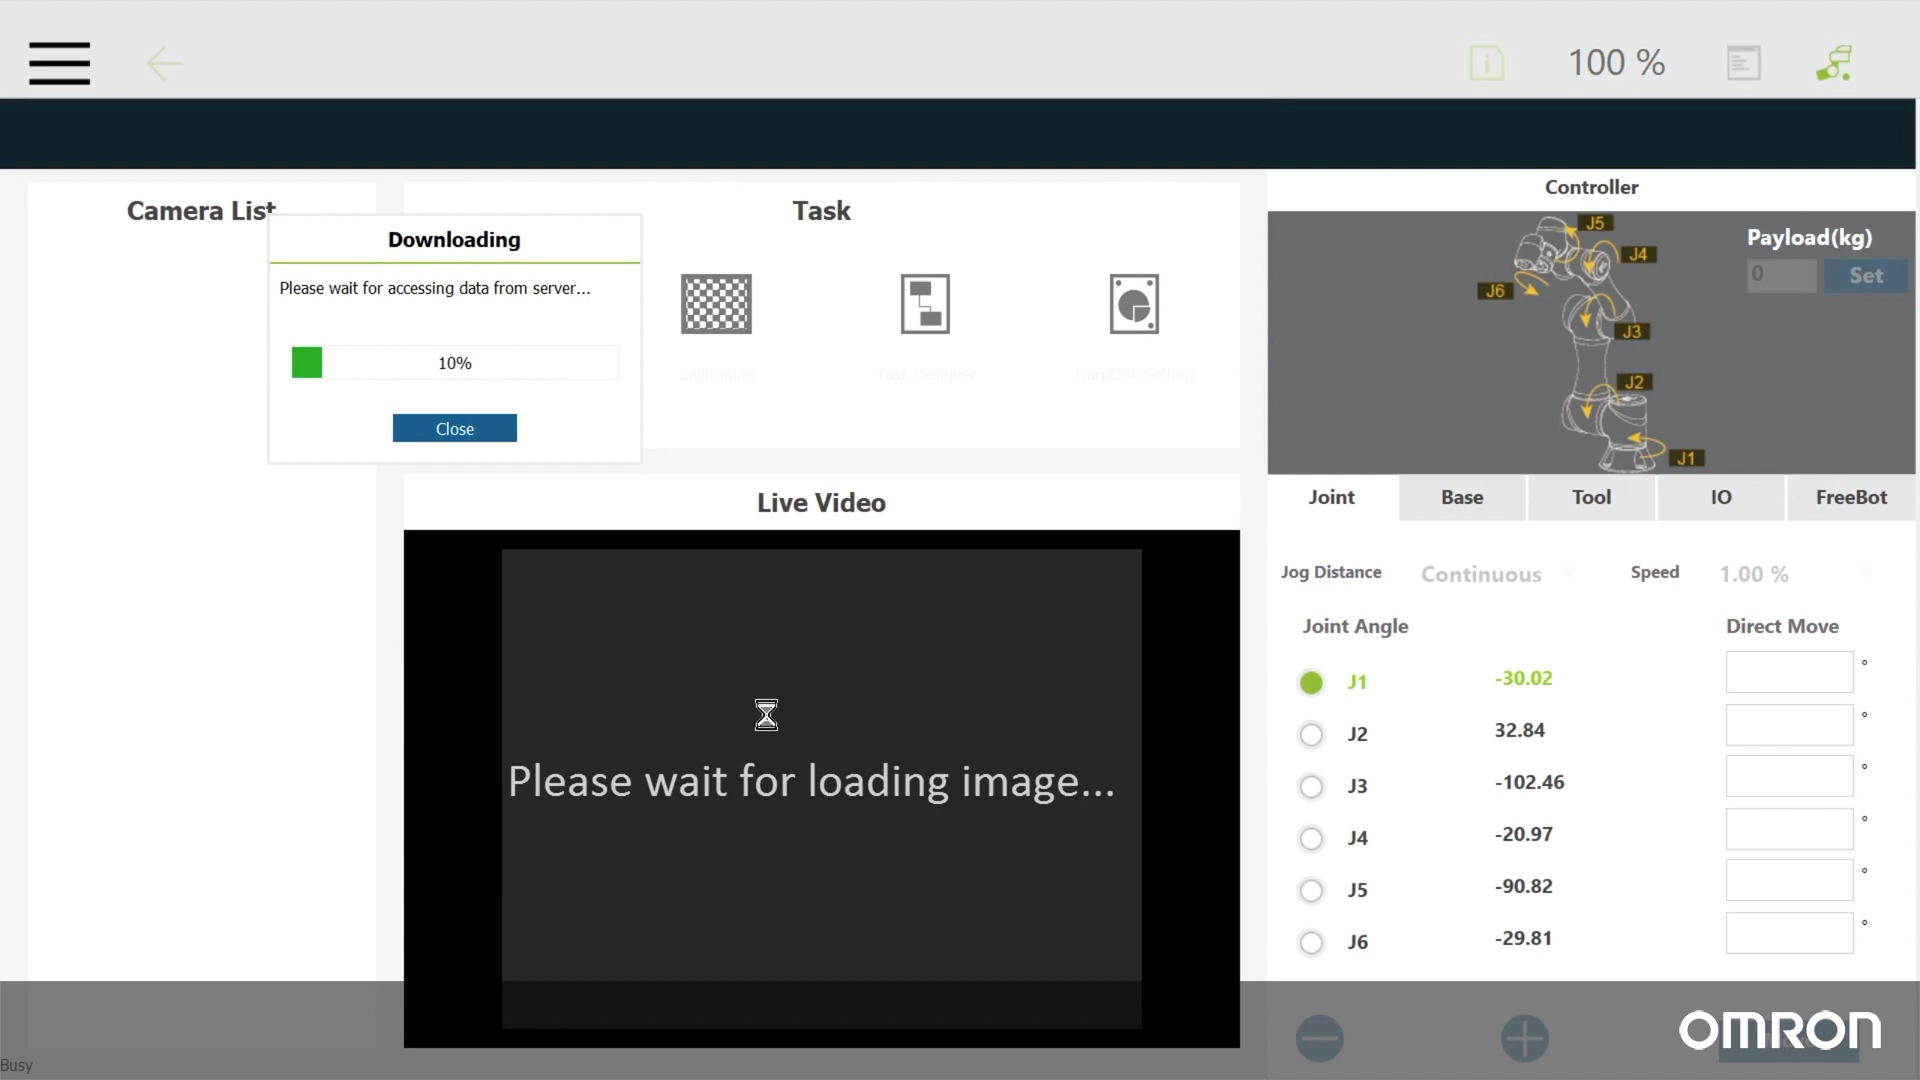 100 %
Camera List
Task
Controller
Downloading
Please wait for accessing data from server...
10%
Close
Calibration
Task Designer
HardDisk Setting
J5
J4
J6
J3
J2
J1
Payload(kg)
0
Set
Live Video
Please wait for loading image...
Joint
Base
Tool
IO
FreeBot
Jog Distance
Continuous
Speed
1.00 %
Joint Angle
Direct Move
J1 -30.02 °
J2 32.84 °
J3 -102.46 °
J4 -20.97 °
J5 -90.82 °
J6 -29.81 °
OMRON
Busy